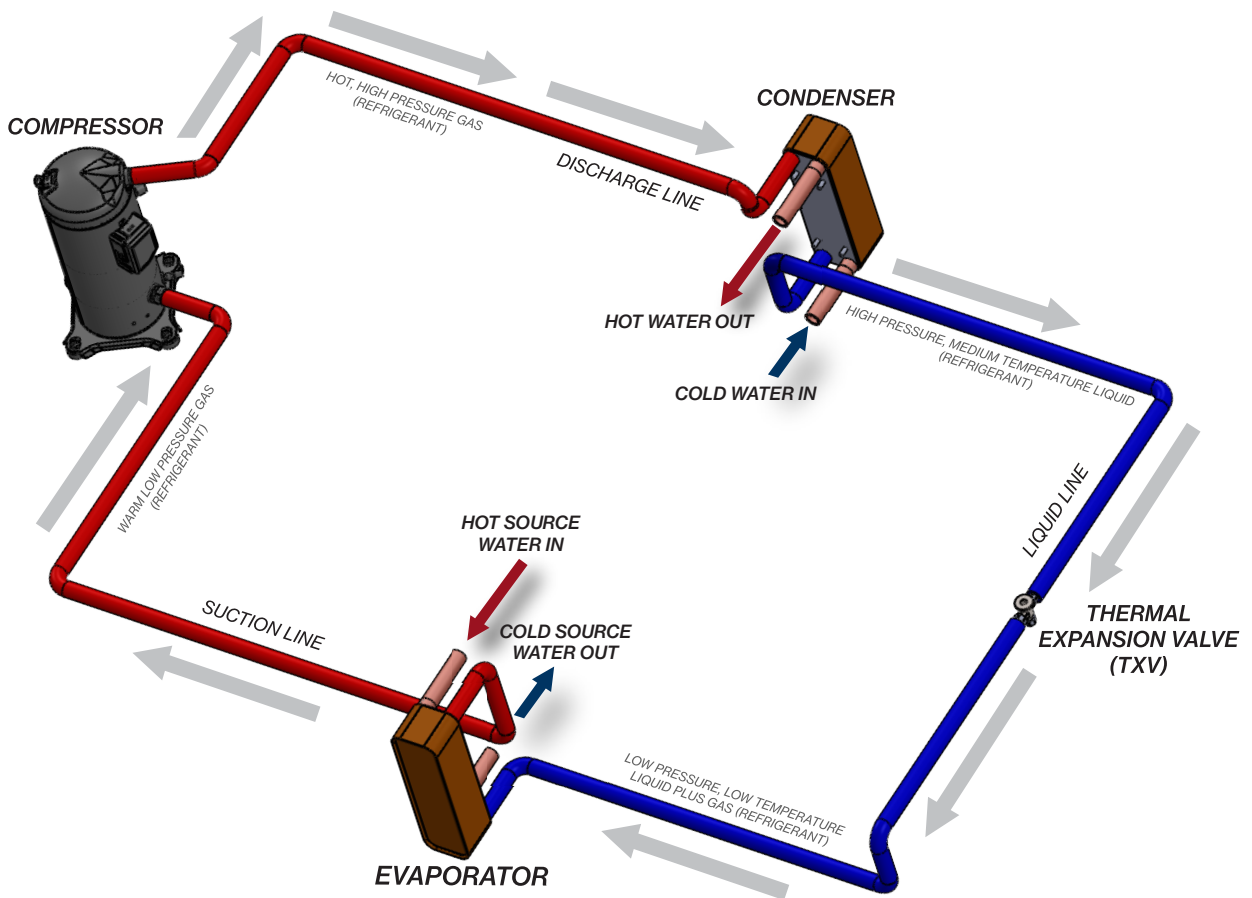 COMPRESSOR
HOT, HIGH PRESSURE GAS
(REFRIGERANT)
DISCHARGE LINE
CONDENSER
HOT WATER OUT
COLD WATER IN
HIGH PRESSURE, MEDIUM TEMPERATURE LIQUID
(REFRIGERANT)
LIQUID LINE
THERMAL
EXPANSION VALVE
(TXV)
LOW PRESSURE, LOW TEMPERATURE
LIQUID PLUS GAS (REFRIGERANT)
EVAPORATOR
HOT SOURCE
WATER IN
COLD SOURCE
WATER OUT
SUCTION LINE
WARM LOW PRESSURE GAS
(REFRIGERANT)